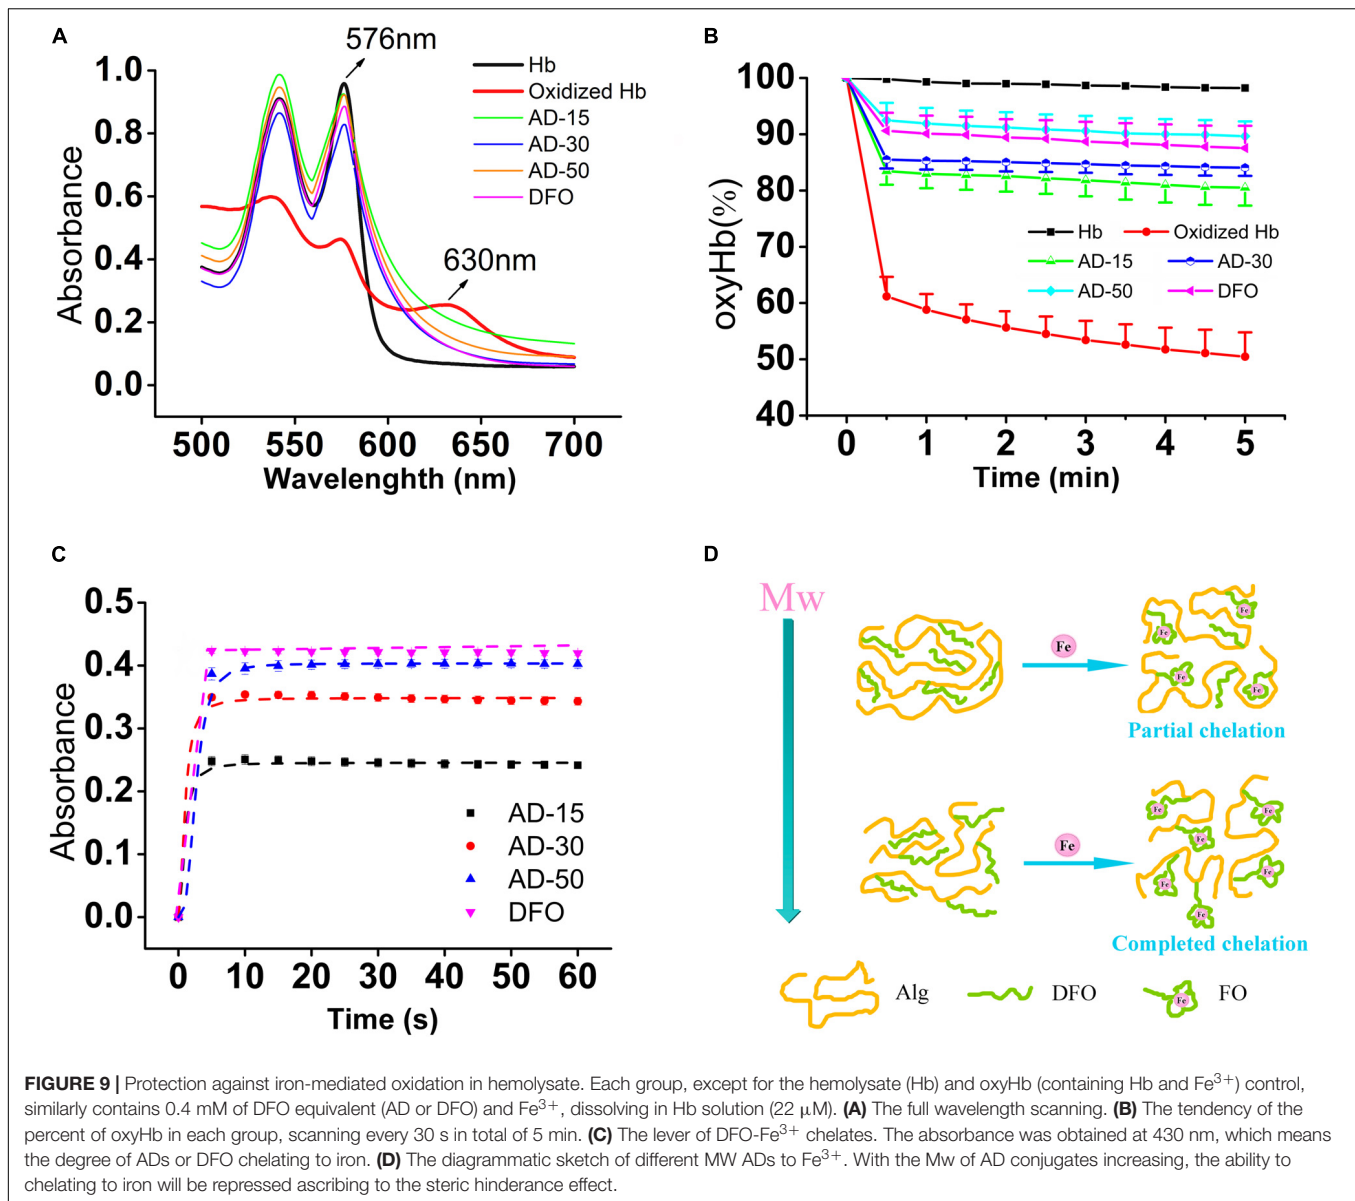 A
576nm
1.0
0.8
0.6
0.4
0.2
0.0
Absorbance
Hb
Oxidized Hb
AD-15
AD-30
AD-50
DFO
630nm
500 550 600 650 700
Wavelenghth (nm)
B
100
90
80
70
60
50
40
oxyHb(%)
Hb Oxidized Hb
AD-15 AD-30
AD-50 DFO
0 1 2 3 4 5
Time (min)
C
0.5
0.4
0.3
0.2
0.1
0.0
Absorbance
AD-15
AD-30
AD-50
DFO
0 10 20 30 40 50 60
Time (s)
D
Mw
Fe
Fe
Fe
Fe
Fe
Partial chelation
Fe
Fe
Fe
Fe
Fe
Fe
Fe
Completed chelation
Alg DFO Fe FO
FIGURE 9 | Protection against iron-mediated oxidation in hemolysate. Each group, except for the hemolysate (Hb) and oxyHb (containing Hb and Fe³⁺) control,
similarly contains 0.4 mM of DFO equivalent (AD or DFO) and Fe³⁺, dissolving in Hb solution (22 μM). (A) The full wavelength scanning. (B) The tendency of the
percent of oxyHb in each group, scanning every 30 s in total of 5 min. (C) The lever of DFO-Fe³⁺ chelates. The absorbance was obtained at 430 nm, which means
the degree of ADs or DFO chelating to iron. (D) The diagrammatic sketch of different MW ADs to Fe³⁺. With the Mw of AD conjugates increasing, the ability to
chelating to iron will be repressed ascribing to the steric hinderance effect.